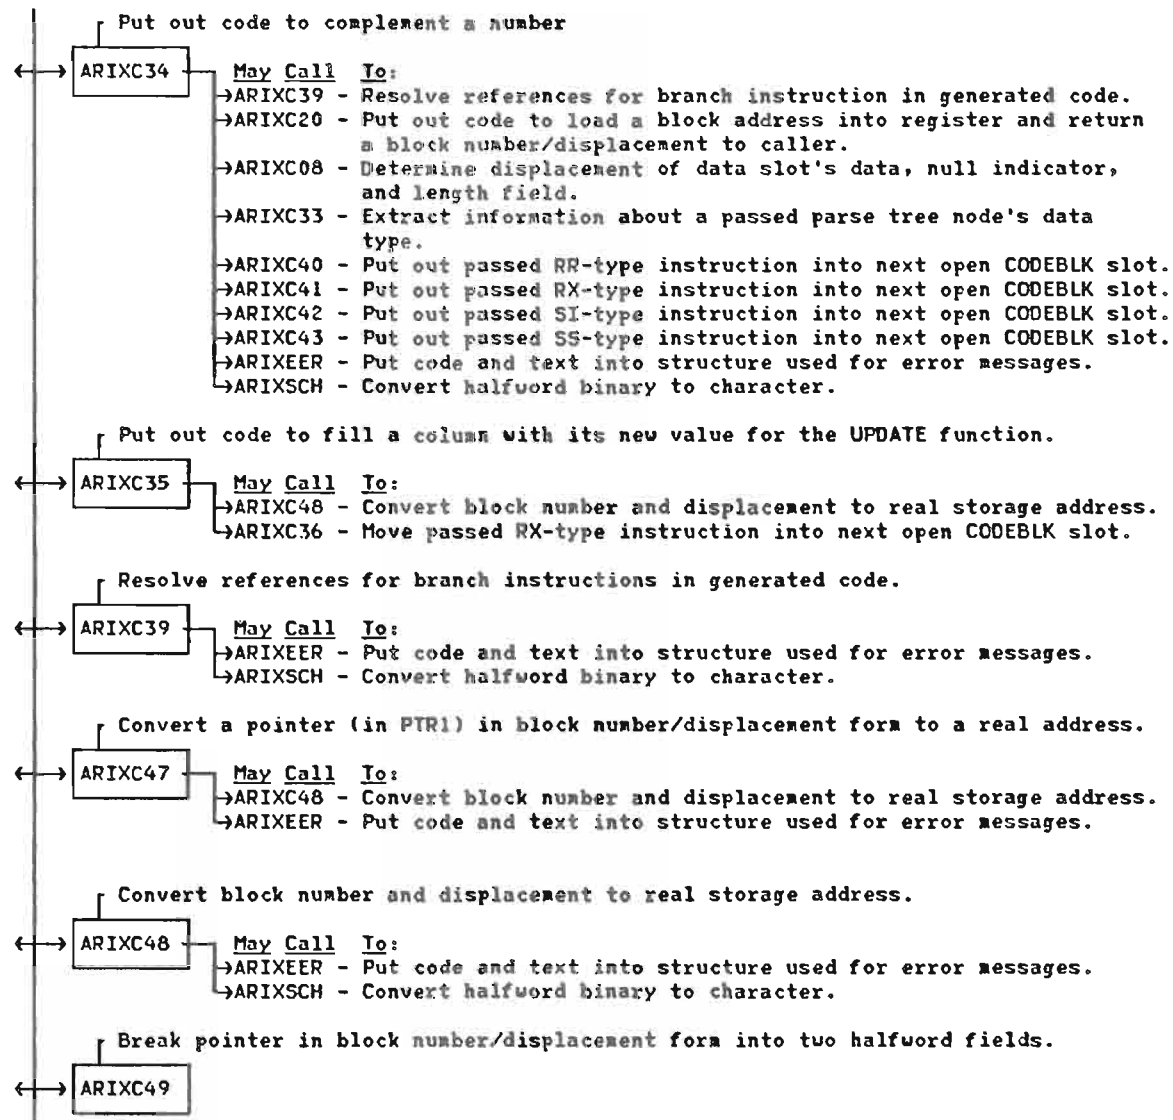 Put out code to complement a number
ARIXC34 May Call To:
ARIXC39 - Resolve references for branch instruction in generated code.
ARIXC20 - Put out code to load a block address into register and return
a block number/displacement to caller.
ARIXC08 - Determine displacement of data slot's data, null indicator,
and length field.
ARIXC33 - Extract information about a passed parse tree node's data
type.
ARIXC40 - Put out passed RR-type instruction into next open CODEBLK slot.
ARIXC41 - Put out passed RX-type instruction into next open CODEBLK slot.
ARIXC42 - Put out passed SI-type instruction into next open CODEBLK slot.
ARIXC43 - Put out passed SS-type instruction into next open CODEBLK slot.
ARIXEER - Put code and text into structure used for error messages.
ARIXSCH - Convert halfword binary to character.
Put out code to fill a column with its new value for the UPDATE function.
ARIXC35 May Call To:
ARIXC48 - Convert block number and displacement to real storage address.
ARIXC36 - Move passed RX-type instruction into next open CODEBLK slot.
Resolve references for branch instructions in generated code.
ARIXC39 May Call To:
ARIXEER - Put code and text into structure used for error messages.
ARIXSCH - Convert halfword binary to character.
Convert a pointer (in PTR1) in block number/displacement form to a real address.
ARIXC47 May Call To:
ARIXC48 - Convert block number and displacement to real storage address.
ARIXEER - Put code and text into structure used for error messages.
Convert block number and displacement to real storage address.
ARIXC48 May Call To:
ARIXEER - Put code and text into structure used for error messages.
ARIXSCH - Convert halfword binary to character.
Break pointer in block number/displacement form into two halfword fields.
ARIXC49